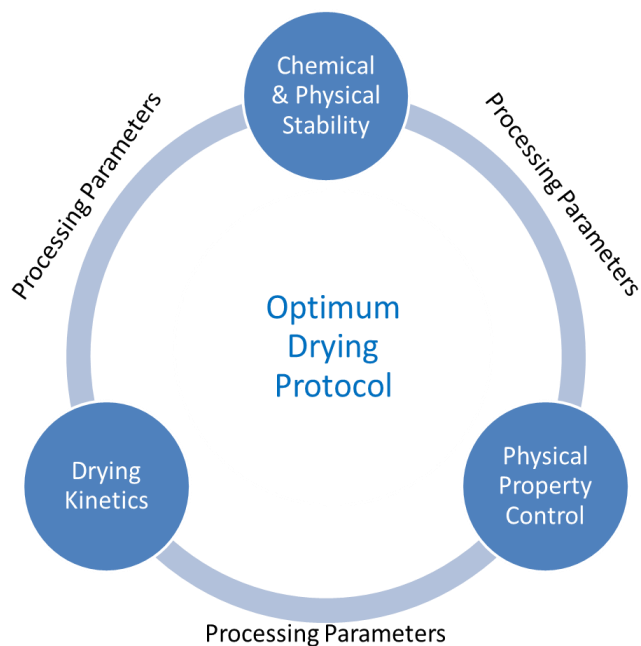 Chemical
& Physical
Stability
Processing Parameters
Processing Parameters
Optimum
Drying
Protocol
Drying
Kinetics
Physical
Property
Control
Processing Parameters